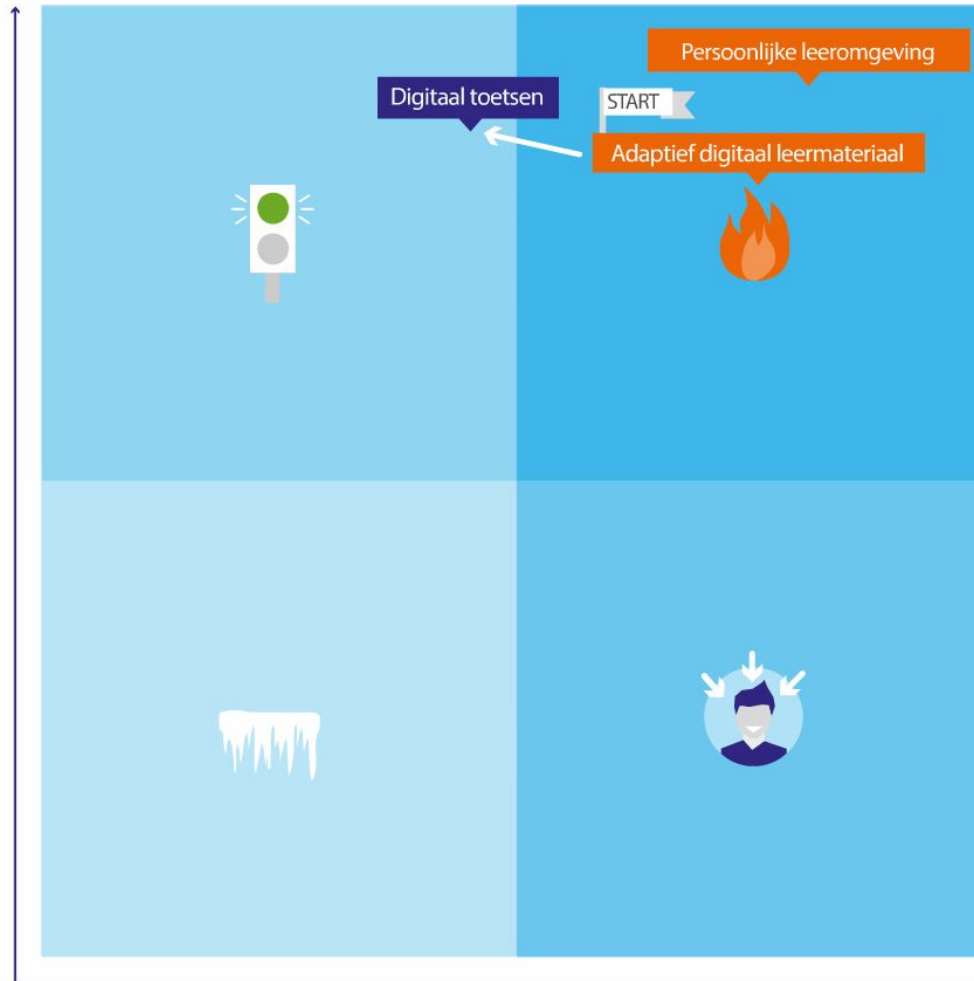 Persoonlijke leeromgeving
Digitaal toetsen
START
Adaptief digitaal leermateriaal